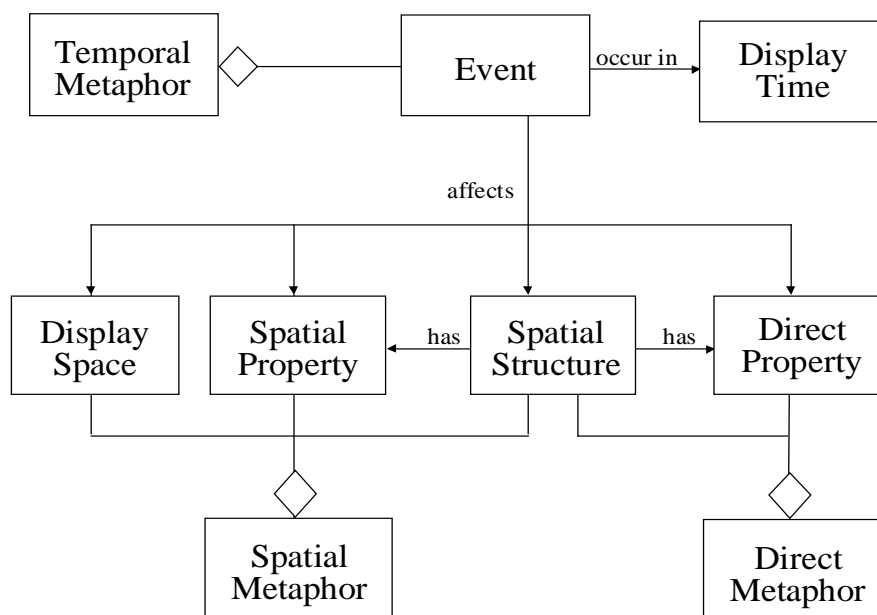 Temporal
Metaphor
Event
occur in
Display
Time
affects
Display
Space
Spatial
Property
has
Spatial
Structure
has
Direct
Property
Spatial
Metaphor
Direct
Metaphor